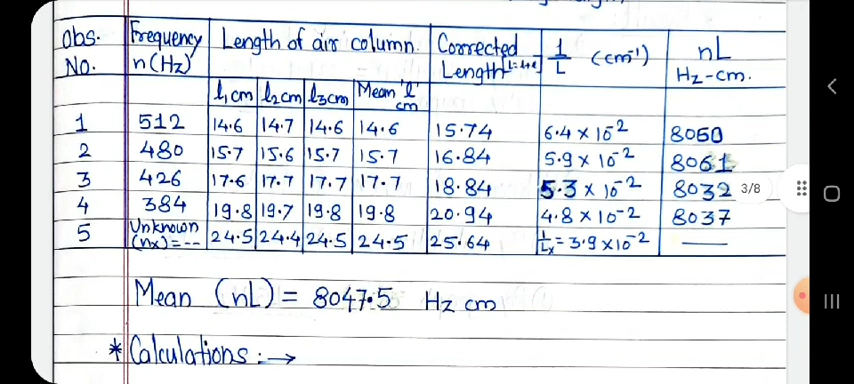 Obs. No. | Frequency n (Hz) | Length of air column. | Corrected Length [L=l+e] | 1/L (cm⁻¹) | nL Hz-cm.
l₁ cm | l₂ cm | l₃ cm | Mean 'l' cm
1 | 512 | 14.6 | 14.7 | 14.6 | 14.6 | 15.74 | 6.4 × 10⁻² | 8050
2 | 480 | 15.7 | 15.6 | 15.7 | 15.7 | 16.84 | 5.9 × 10⁻² | 8061
3 | 426 | 17.6 | 17.7 | 17.7 | 17.7 | 18.84 | 5.3 × 10⁻² | 8032
3/8
4 | 384 | 19.8 | 19.7 | 19.8 | 19.8 | 20.94 | 4.8 × 10⁻² | 8037
5 | Unknown (nx) = -- | 24.5 | 24.4 | 24.5 | 24.5 | 25.64 | 1/Lx = 3.9 × 10⁻² | —
Mean (nL) = 8047.5 Hz cm
* Calculations :→